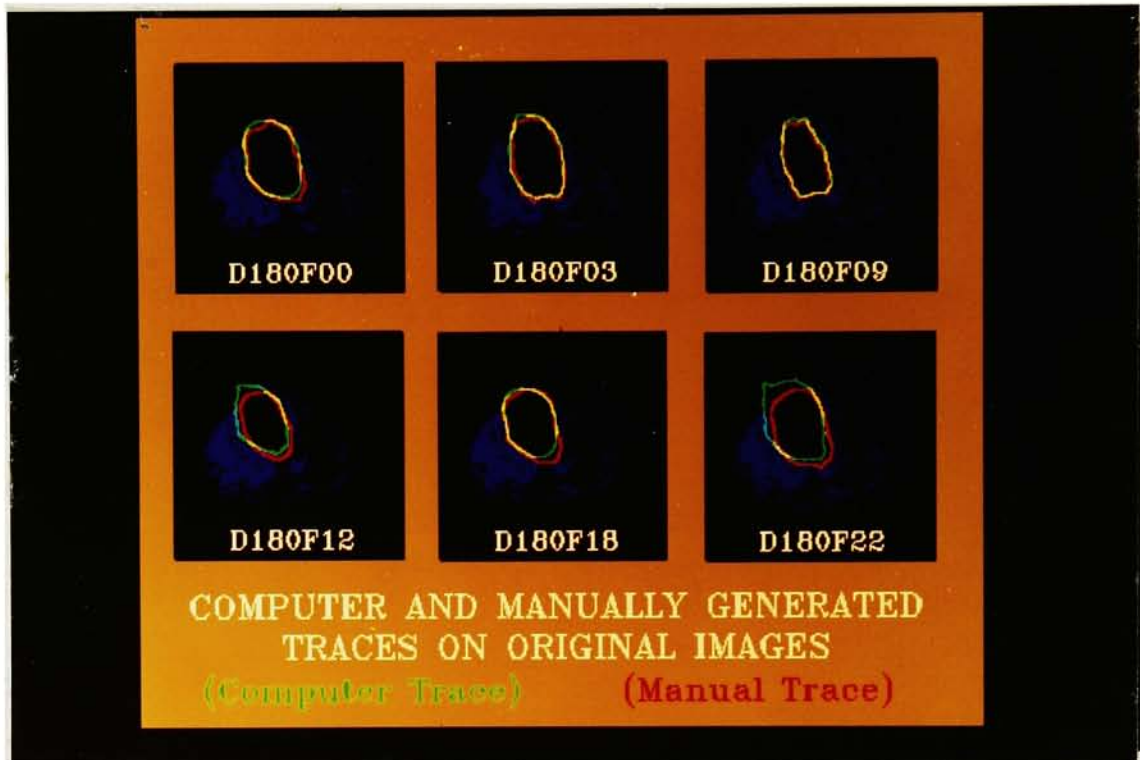 D180F00 D180F03 D180F09
D180F12 D180F18 D180F22
COMPUTER AND MANUALLY GENERATED
TRACES ON ORIGINAL IMAGES
(Computer Trace) (Manual Trace)